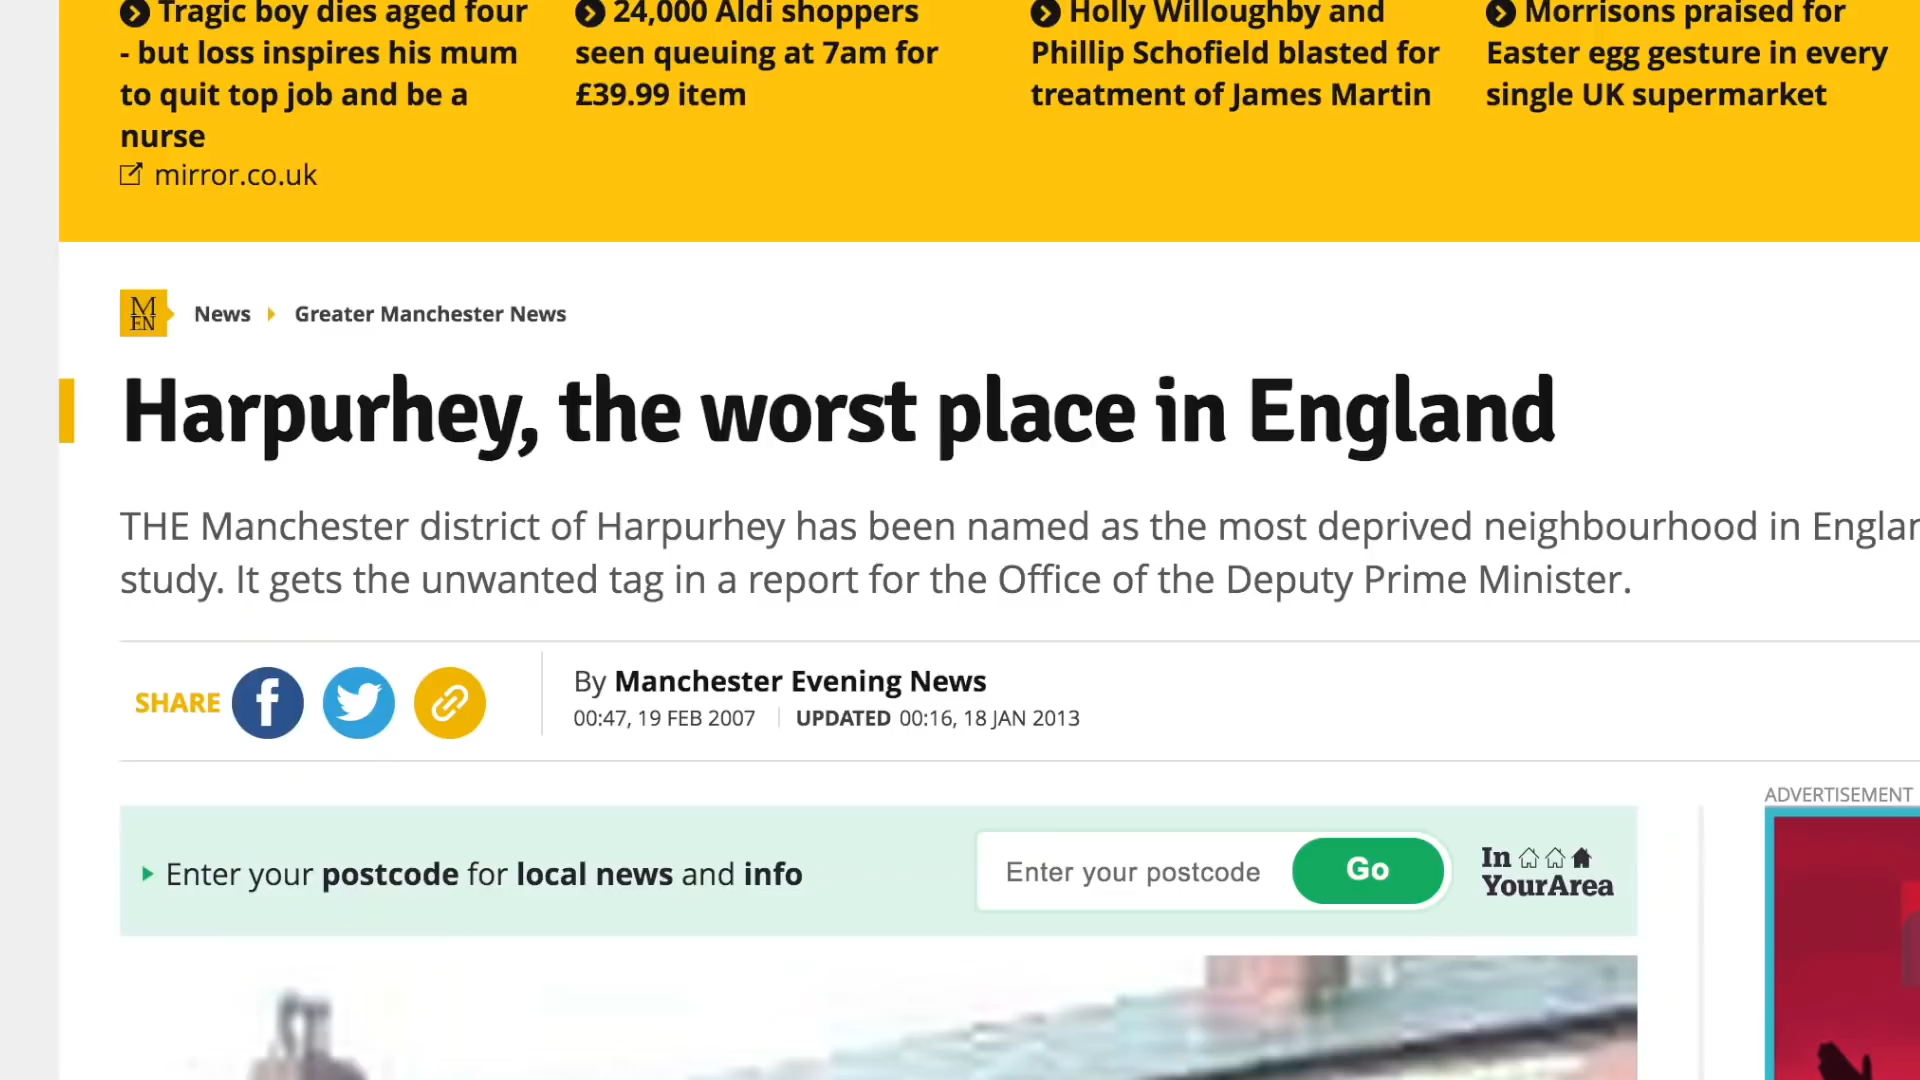 Tragic boy dies aged four
- but loss inspires his mum
to quit top job and be a
nurse
mirror.co.uk
24,000 Aldi shoppers
seen queuing at 7am for
£39.99 item
Holly Willoughby and
Phillip Schofield blasted for
treatment of James Martin
Morrisons praised for
Easter egg gesture in every
single UK supermarket
M
EN
News
Greater Manchester News
Harpurhey, the worst place in England
THE Manchester district of Harpurhey has been named as the most deprived neighbourhood in
study. It gets the unwanted tag in a report for the Office of the Deputy Prime Minister.
SHARE
By Manchester Evening News
00:47, 19 FEB 2007 UPDATED 00:16, 18 JAN 2013
ADVERTISEMENT
Enter your postcode for local news and info
Enter your postcode
Go
In
YourArea